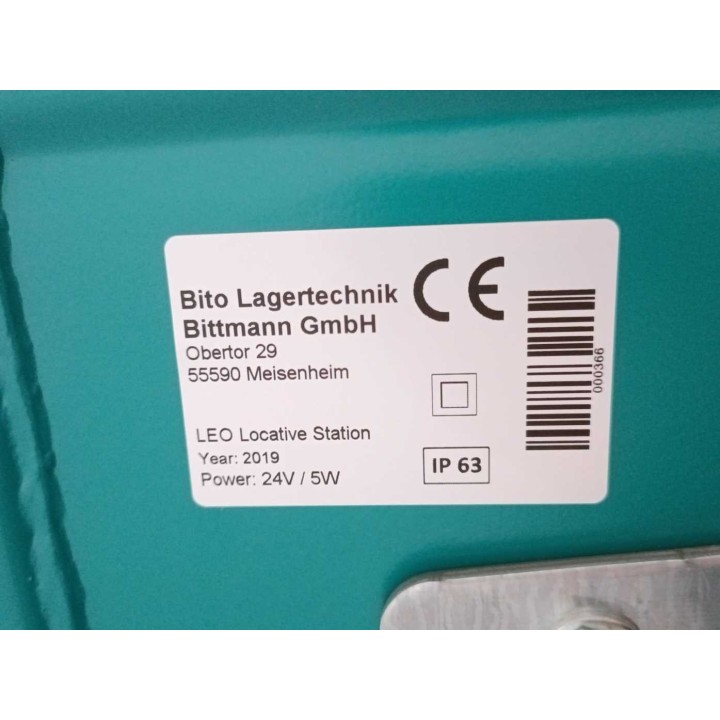 Bito Lagertechnik
Bittmann GmbH
Obertor 29
55590 Meisenheim
LEO Locative Station
Year: 2019
Power: 24V / 5W
CE
IP 63
000366